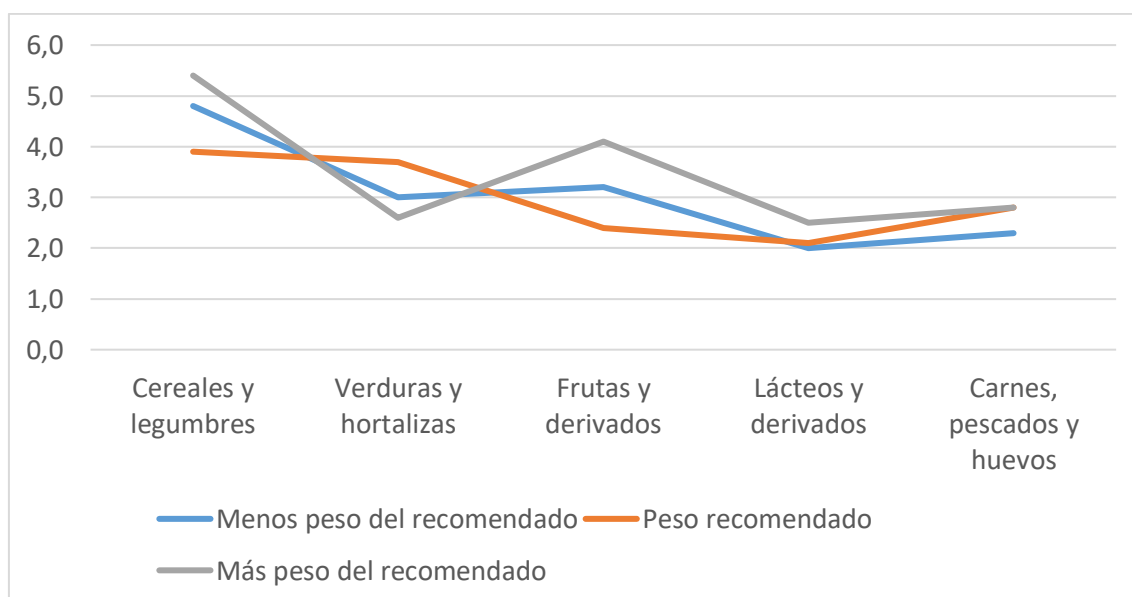 6,0
5,0
4,0
3,0
2,0
1,0
0,0
Cereales y
legumbres
Verduras y
hortalizas
Frutas y
derivados
Lácteos y
derivados
Carnes,
pescados y
huevos
Menos peso del recomendado
Peso recomendado
Más peso del recomendado